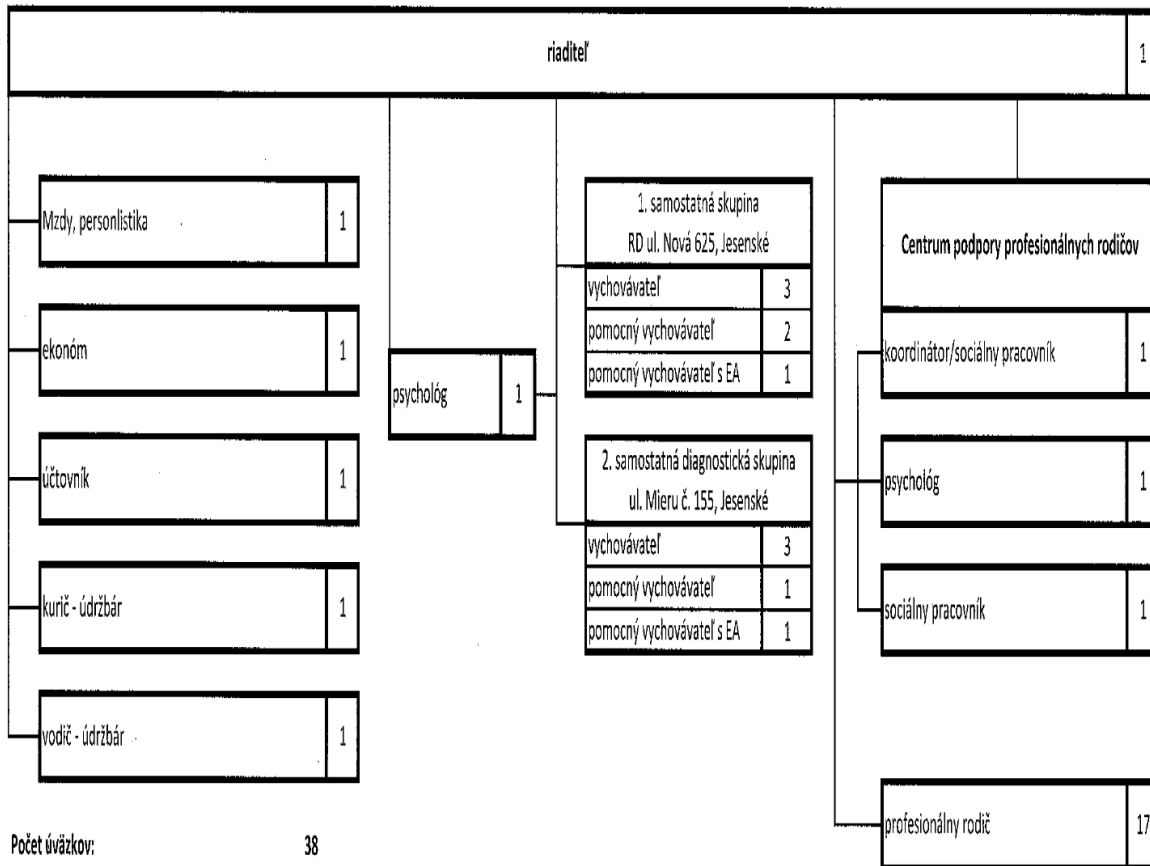 riaditeľ 1
Mzdy, personlistika 1
ekonóm 1
účtovník 1
kurič - údržbár 1
vodič - údržbár 1
psychológ 1
1. samostatná skupina
RD ul. Nová 625, Jesenské
vychovávateľ 3
pomocný vychovávateľ 2
pomocný vychovávateľ s EA 1
2. samostatná diagnostická skupina
ul. Mieru č. 155, Jesenské
vychovávateľ 3
pomocný vychovávateľ 1
pomocný vychovávateľ s EA 1
Centrum podpory profesionálnych rodičov
koordinátor/sociálny pracovník 1
psychológ 1
sociálny pracovník 1
profesionálny rodič 17
Počet úväzkov: 38